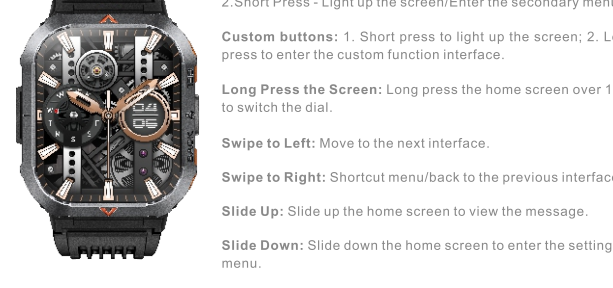 2.Short Press - Light up the screen/Enter the secondary menu
Custom buttons: 1. Short press to light up the screen; 2. L
press to enter the custom function interface.
Long Press the Screen: Long press the home screen over 1
to switch the dial.
Swipe to Left: Move to the next interface.
Swipe to Right: Shortcut menu/back to the previous interface
Slide Up: Slide up the home screen to view the message.
Slide Down: Slide down the home screen to enter the setting
menu.